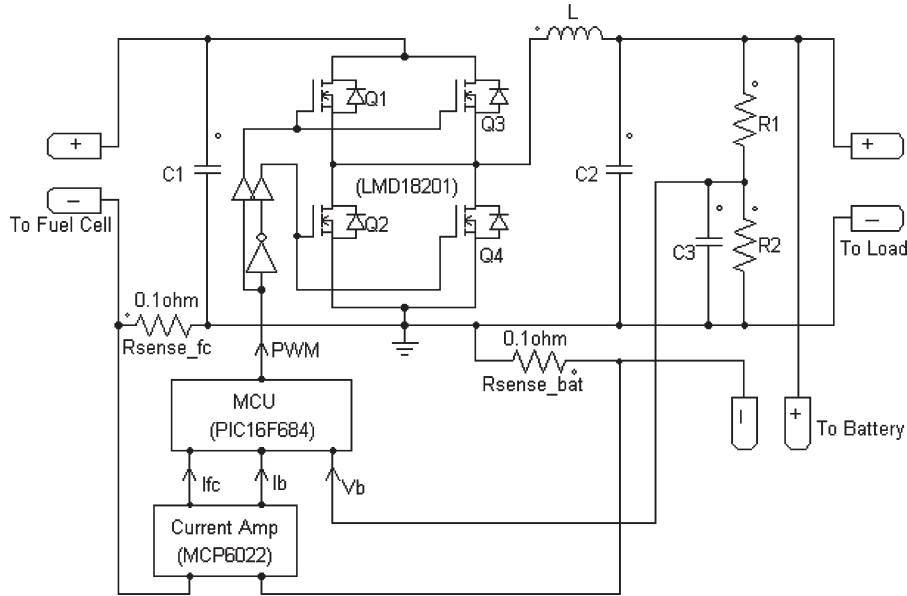 L
+
Q1
Q3
R1
+
C1
(LMD18201)
C2
−
To Fuel Cell
Q2
Q4
C3
R2
−
To Load
0.1ohm
Rsense_fc
PWM
0.1ohm
Rsense_bat
MCU
(PIC16F684)
−
+
To Battery
Ifc
Ib
Vb
Current Amp
(MCP6022)